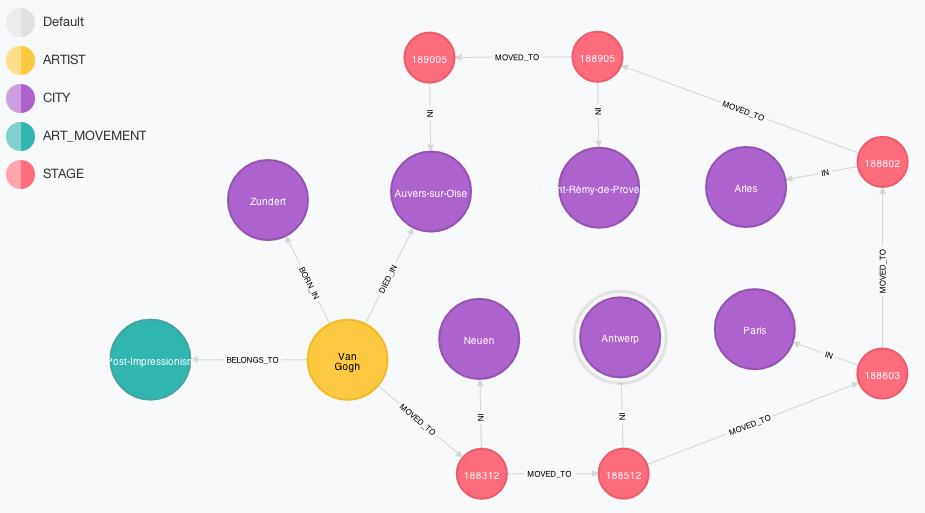 Default
ARTIST
CITY
ART_MOVEMENT
STAGE
189005
MOVED_TO
188905
MOVED_TO
IN
IN
188802
IN
Zundert
Auvers-sur-Oise
nt-Rémy-de-Prove
Arles
BORN_IN
DIED_IN
MOVED_TO
Neuen
Antwerp
Paris
IN
Post-Impressionism
BELONGS_TO
Van
Gogh
188603
MOVED_TO
IN
IN
MOVED_TO
188312
MOVED_TO
188512